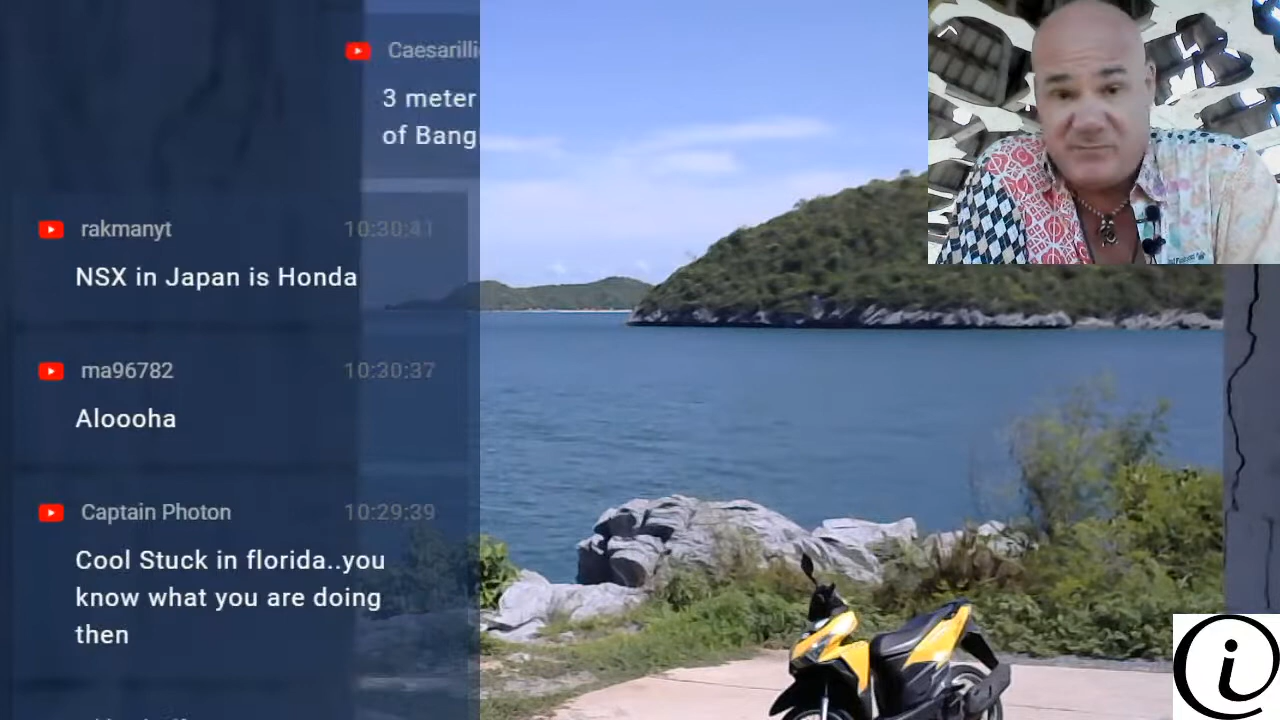 Caesarilli
3 meter
of Bang
rakmanyt 10:30:41
NSX in Japan is Honda
ma96782 10:30:37
Aloooha
Captain Photon 10:29:39
Cool Stuck in florida..you
know what you are doing
then
i